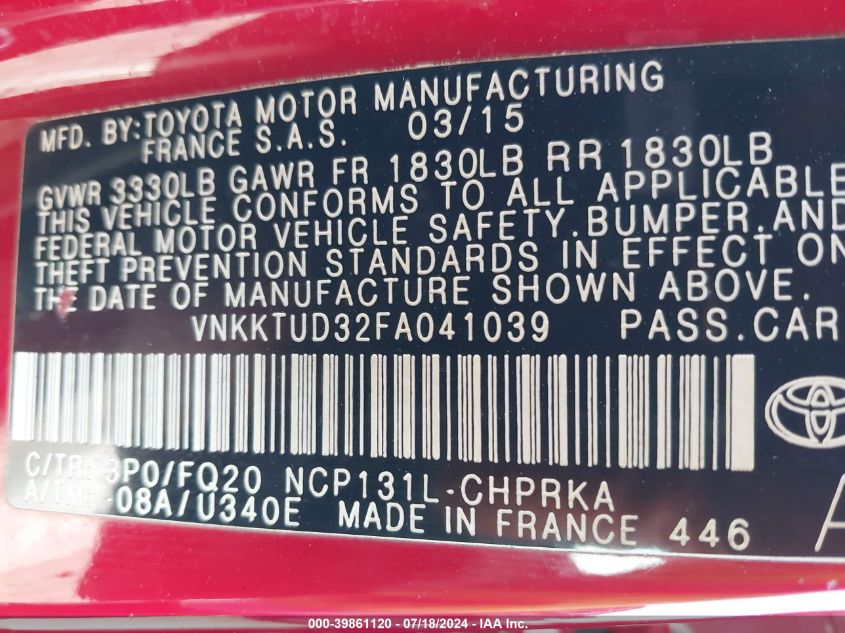 MFD. BY:TOYOTA MOTOR MANUFACTURING
FRANCE S.A.S. 03/15
GVWR 3330LB GAWR FR 1830LB RR 1830LB
THIS VEHICLE CONFORMS TO ALL APPLICABLE
FEDERAL MOTOR VEHICLE SAFETY,BUMPER,AND
THEFT PREVENTION STANDARDS IN EFFECT ON
THE DATE OF MANUFACTURE SHOWN ABOVE.
VNKKTUD32FA041039 PASS.CAR
C/TR: 3P0/FQ20 NCP131L-CHPRKA
A/TM: -08A/U340E MADE IN FRANCE 446
000-39861120 - 07/18/2024 - IAA Inc.